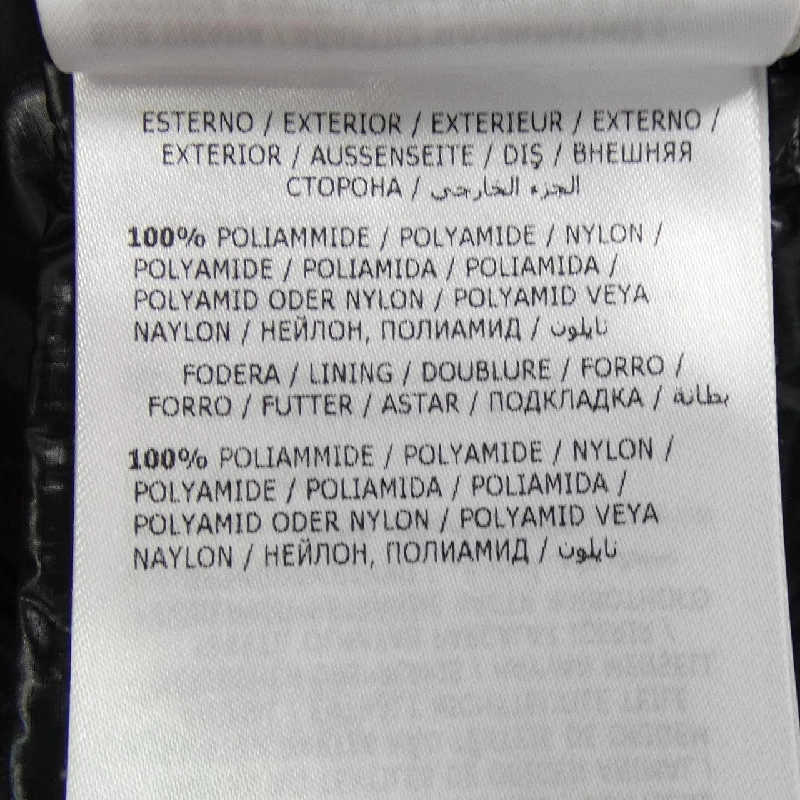 ESTERNO / EXTERIOR / EXTERIEUR / EXTERNO /
EXTERIOR / AUSSENSEITE / DIŞ / ВНЕШНЯЯ
СТОРОНА / الجزء الخارجي
100% POLIAMMIDE / POLYAMIDE / NYLON /
POLYAMIDE / POLIAMIDA / POLIAMIDA /
POLYAMID ODER NYLON / POLYAMID VEYA
NAYLON / НЕЙЛОН, ПОЛИАМИД / نايلون
FODERA / LINING / DOUBLURE / FORRO /
FORRO / FUTTER / ASTAR / ПОДКЛАДКА / بطانة
100% POLIAMMIDE / POLYAMIDE / NYLON /
POLYAMIDE / POLIAMIDA / POLIAMIDA /
POLYAMID ODER NYLON / POLYAMID VEYA
NAYLON / НЕЙЛОН, ПОЛИАМИД / نايلون